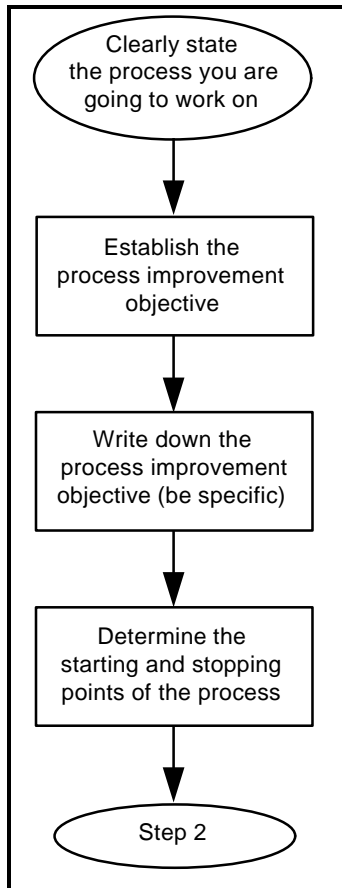 Clearly state
the process you are
going to work on
Establish the
process improvement
objective
Write down the
process improvement
objective (be specific)
Determine the
starting and stopping
points of the process
Step 2